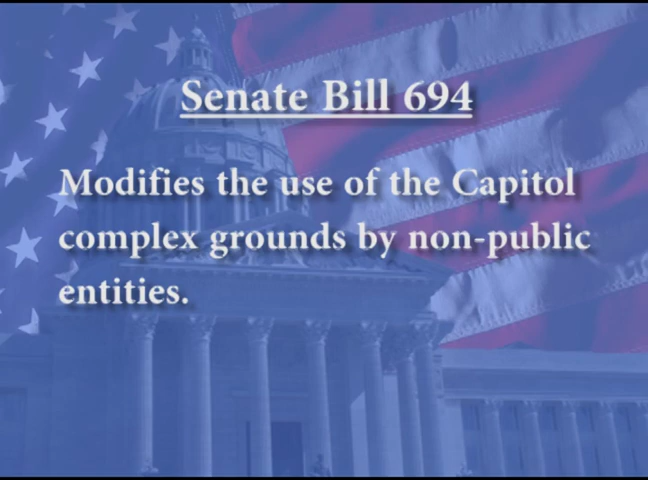 Senate Bill 694
Modifies the use of the Capitol
complex grounds by non-public
entities.